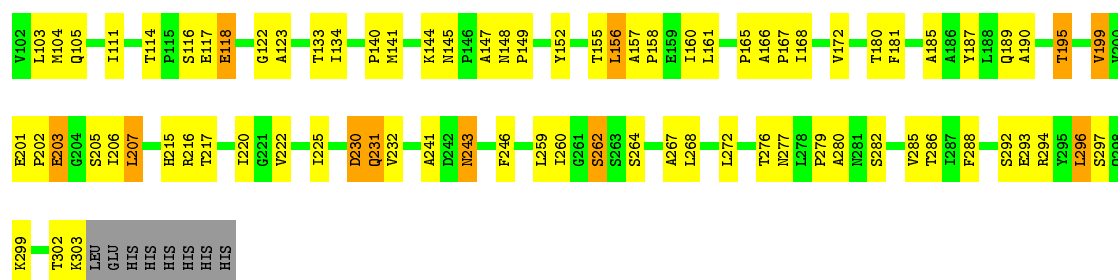 V102 L103 M104 Q105 I111 T114 P115 S116 E117 E118 G122 A123 T133 I134 P140 M141 K144 N145 P146 A147 N148 P149 Y152 T155 L156 A157 P158 E159 I160 L161 P165 A166 P167 I168 V172 T180 F181 A185 A186 Y187 L188 Q189 A190 T195 V199
E201 P202 E203 G204 S205 I206 L207 H215 R216 T217 I220 G221 V222 I225 D230 Q231 V232 A241 D242 N243 F246 L259 I260 G261 S262 S263 S264 A267 L268 L272 T276 N277 L278 P279 A280 N281 S282 V285 T286 I287 F288 S292 E293 R294 Y295 L296 S297
K299 T302 K303 LEU GLU HIS HIS HIS HIS HIS HIS